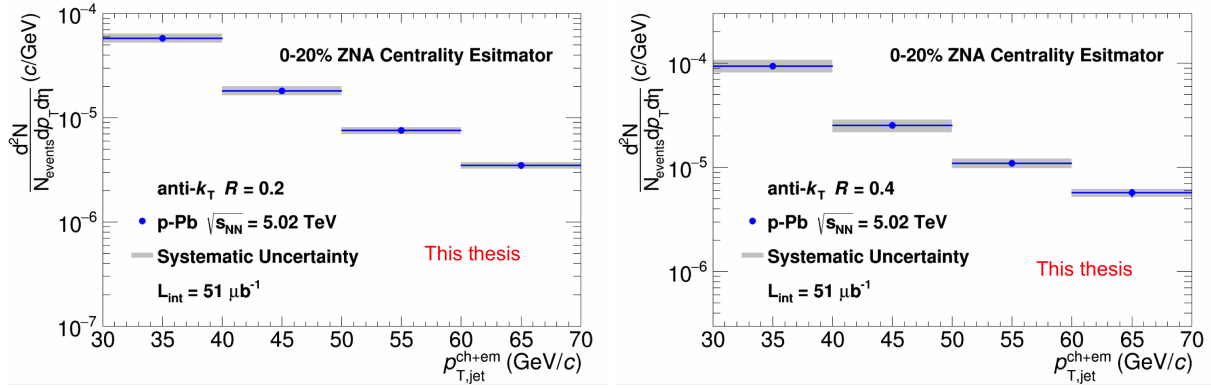 d²N
N_events dp_T dη (c/GeV)
10⁻⁴
10⁻⁵
10⁻⁶
10⁻⁷
0-20% ZNA Centrality Esitmator
anti-k_T R = 0.2
p-Pb √s_NN = 5.02 TeV
Systematic Uncertainty
This thesis
L_int = 51 μb⁻¹
30 35 40 45 50 55 60 65 70
p_T,jet^ch+em (GeV/c)
d²N
N_events dp_T dη (c/GeV)
10⁻⁴
10⁻⁵
10⁻⁶
0-20% ZNA Centrality Esitmator
anti-k_T R = 0.4
p-Pb √s_NN = 5.02 TeV
Systematic Uncertainty
This thesis
L_int = 51 μb⁻¹
30 35 40 45 50 55 60 65 70
p_T,jet^ch+em (GeV/c)